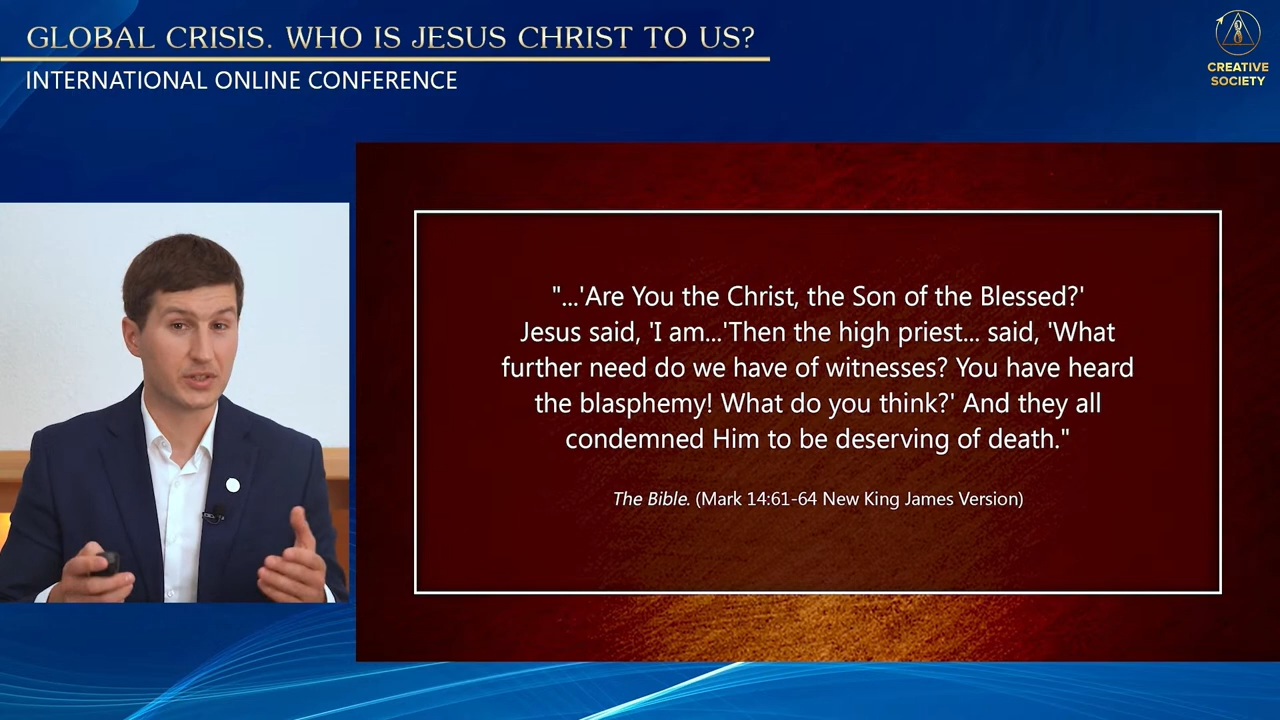 GLOBAL CRISIS. WHO IS JESUS CHRIST TO US?
INTERNATIONAL ONLINE CONFERENCE
CREATIVE
SOCIETY
"...'Are You the Christ, the Son of the Blessed?'
Jesus said, 'I am...'Then the high priest... said, 'What
further need do we have of witnesses? You have heard
the blasphemy! What do you think?' And they all
condemned Him to be deserving of death."
The Bible. (Mark 14:61-64 New King James Version)